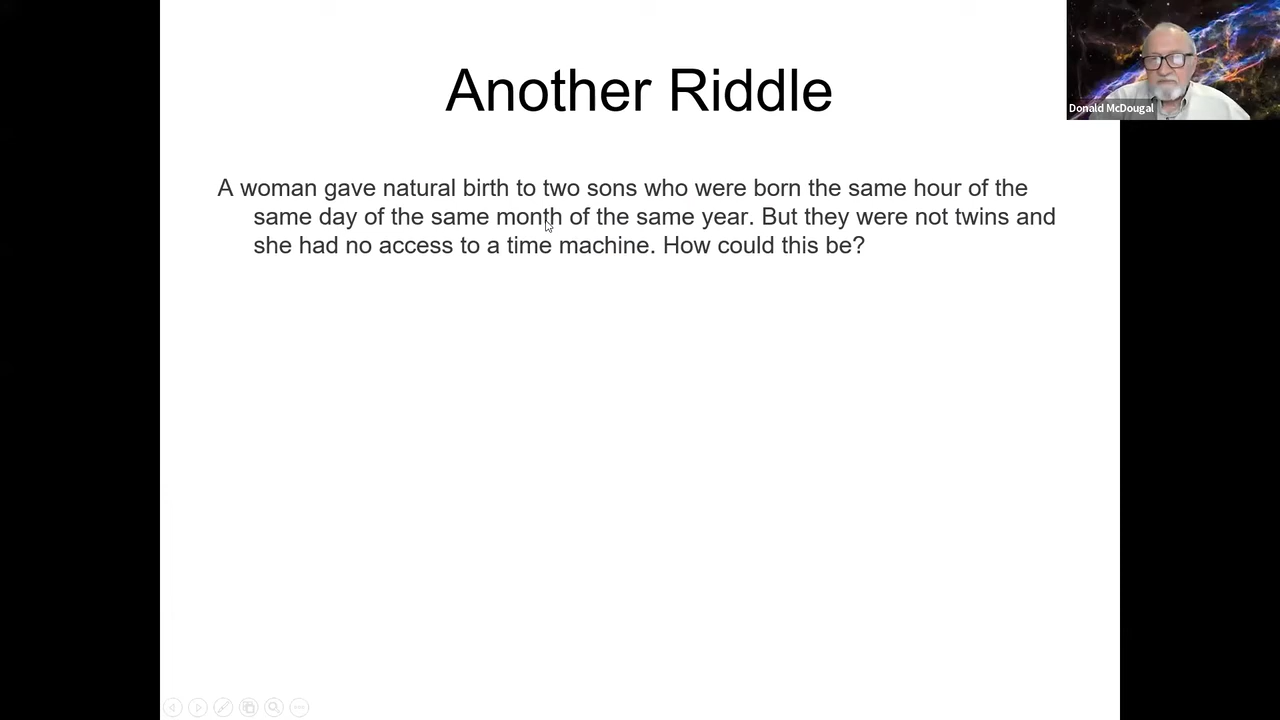 Another Riddle
Donald McDougal
A woman gave natural birth to two sons who were born the same hour of the
same day of the same month of the same year. But they were not twins and
she had no access to a time machine. How could this be?